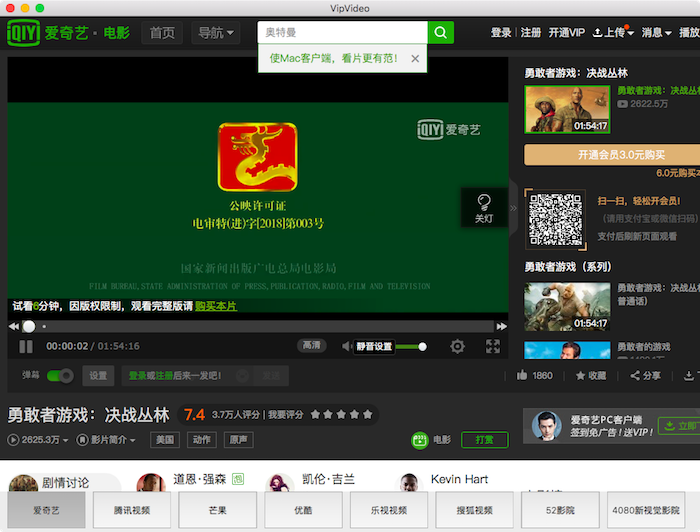 VipVideo
QIY 爱奇艺 · 电影 首页 导航 奥特曼 登录 | 注册 开通VIP 上传 消息 播放
使Mac客户端，看片更有范！
勇敢者游戏：决战丛林
勇敢者游戏：决战丛
2622.5万
01:54:17
开通会员3.0元购买
6.0元购买本
扫一扫，轻松开会员!
（请用支付宝或微信扫码）
支付后刷新页面观看
勇敢者游戏（系列）
勇敢者游戏：决战丛
普通话)
01:54:17
勇敢者的游戏
QIY 爱奇艺
公映许可证
电审特(进)字[2018]第003号
国家新闻出版广电总局电影局
FILM BUREAU, STATE ADMINISTRATION OF PRESS, PUBLICATION, RADIO, FILM AND TELEVISION
关灯
试看6分钟，因版权限制，观看完整版请 购买本片
00:00:02 / 01:54:16 高清 静音设置
弹幕 设置 登录或注册后来一发吧！
1860 收藏 分享
勇敢者游戏：决战丛林 7.4 3.7万人评分 | 我要评分
2625.3万 影片简介 美国 动作 原声 电影 打赏
爱奇艺PC客户端
签到免广告！送VIP！
立即
剧情讨论 道恩·强森 凯伦·吉兰 Kevin Hart
爱奇艺 腾讯视频 芒果 优酷 乐视视频 搜狐视频 52影院 4080新视觉影院